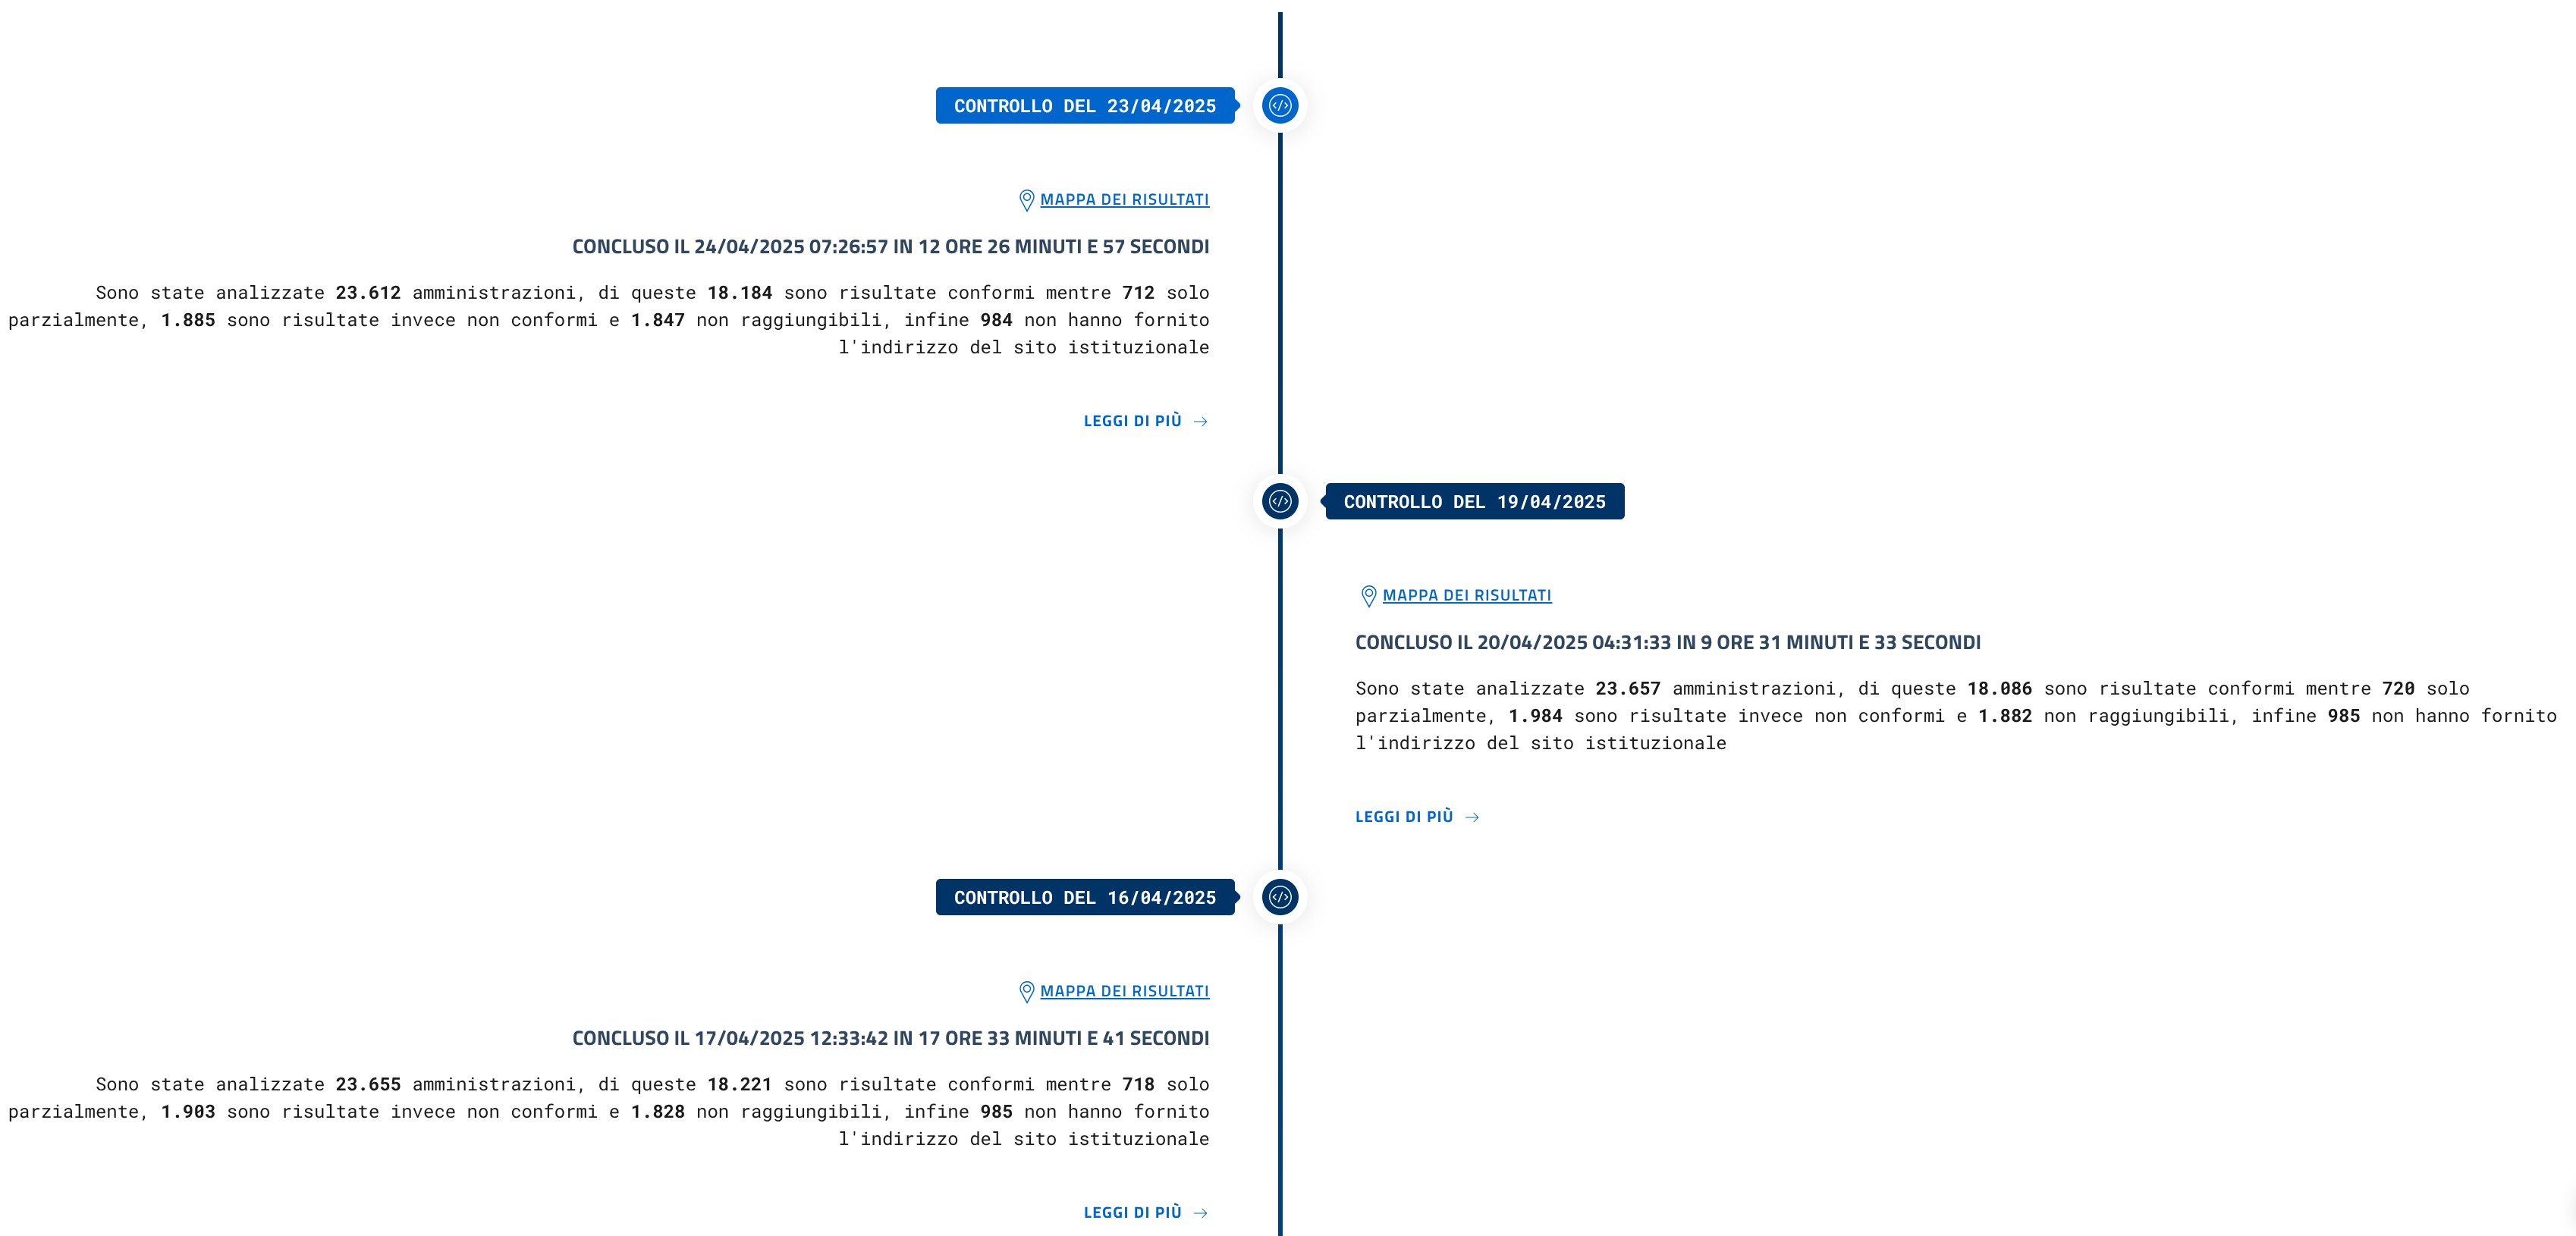 CONTROLLO DEL 23/04/2025
MAPPA DEI RISULTATI
CONCLUSO IL 24/04/2025 07:26:57 IN 12 ORE 26 MINUTI E 57 SECONDI
Sono state analizzate 23.612 amministrazioni, di queste 18.184 sono risultate conformi mentre 712 solo
parzialmente, 1.885 sono risultate invece non conformi e 1.847 non raggiungibili, infine 984 non hanno fornito
l'indirizzo del sito istituzionale
LEGGI DI PIÙ
CONTROLLO DEL 19/04/2025
MAPPA DEI RISULTATI
CONCLUSO IL 20/04/2025 04:31:33 IN 9 ORE 31 MINUTI E 33 SECONDI
Sono state analizzate 23.657 amministrazioni, di queste 18.086 sono risultate conformi mentre 720 solo
parzialmente, 1.984 sono risultate invece non conformi e 1.882 non raggiungibili, infine 985 non hanno fornito
l'indirizzo del sito istituzionale
LEGGI DI PIÙ
CONTROLLO DEL 16/04/2025
MAPPA DEI RISULTATI
CONCLUSO IL 17/04/2025 12:33:42 IN 17 ORE 33 MINUTI E 41 SECONDI
Sono state analizzate 23.655 amministrazioni, di queste 18.221 sono risultate conformi mentre 718 solo
parzialmente, 1.903 sono risultate invece non conformi e 1.828 non raggiungibili, infine 985 non hanno fornito
l'indirizzo del sito istituzionale
LEGGI DI PIÙ